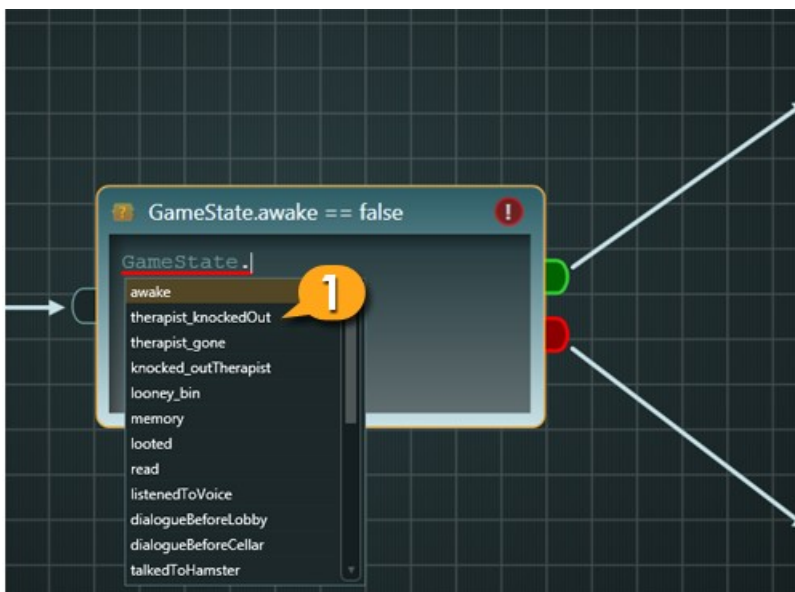 GameState.awake == false
GameState.
awake
1
therapist_knockedOut
therapist_gone
knocked_outTherapist
looney_bin
memory
looted
read
listenedToVoice
dialogueBeforeLobby
dialogueBeforeCellar
talkedToHamster